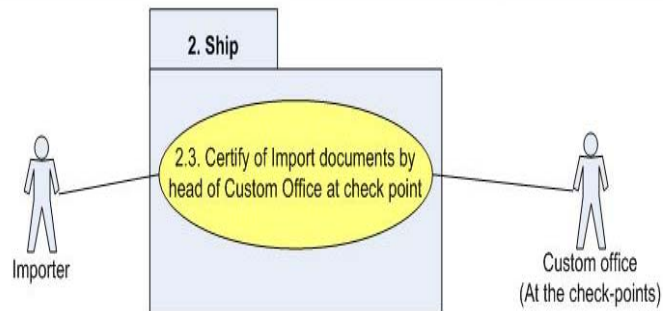 2. Ship
2.3. Certify of Import documents by
head of Custom Office at check point
Importer
Custom office
(At the check-points)